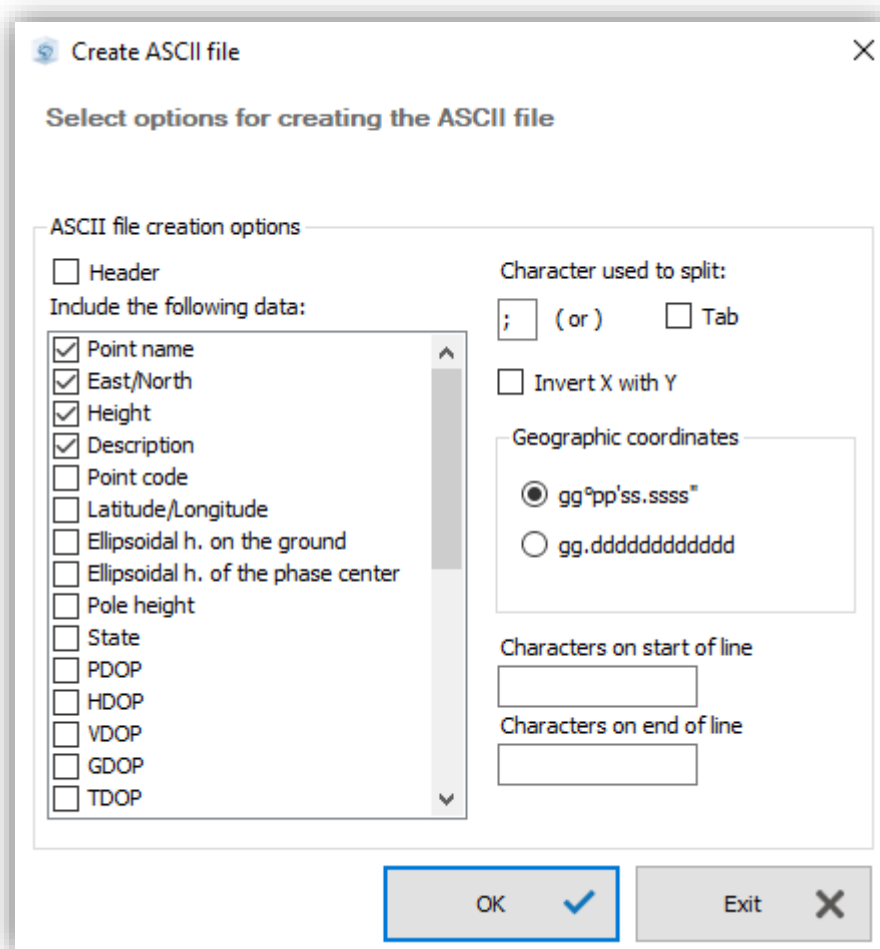 Create ASCII file
Select options for creating the ASCII file
ASCII file creation options
Header
Include the following data:
Point name
East/North
Height
Description
Point code
Latitude/Longitude
Ellipsoidal h. on the ground
Ellipsoidal h. of the phase center
Pole height
State
PDOP
HDOP
VDOP
GDOP
TDOP
Character used to split:
; ( or ) Tab
Invert X with Y
Geographic coordinates
gg°pp'ss.ssss"
gg.dddddddddddd
Characters on start of line
Characters on end of line
OK
Exit